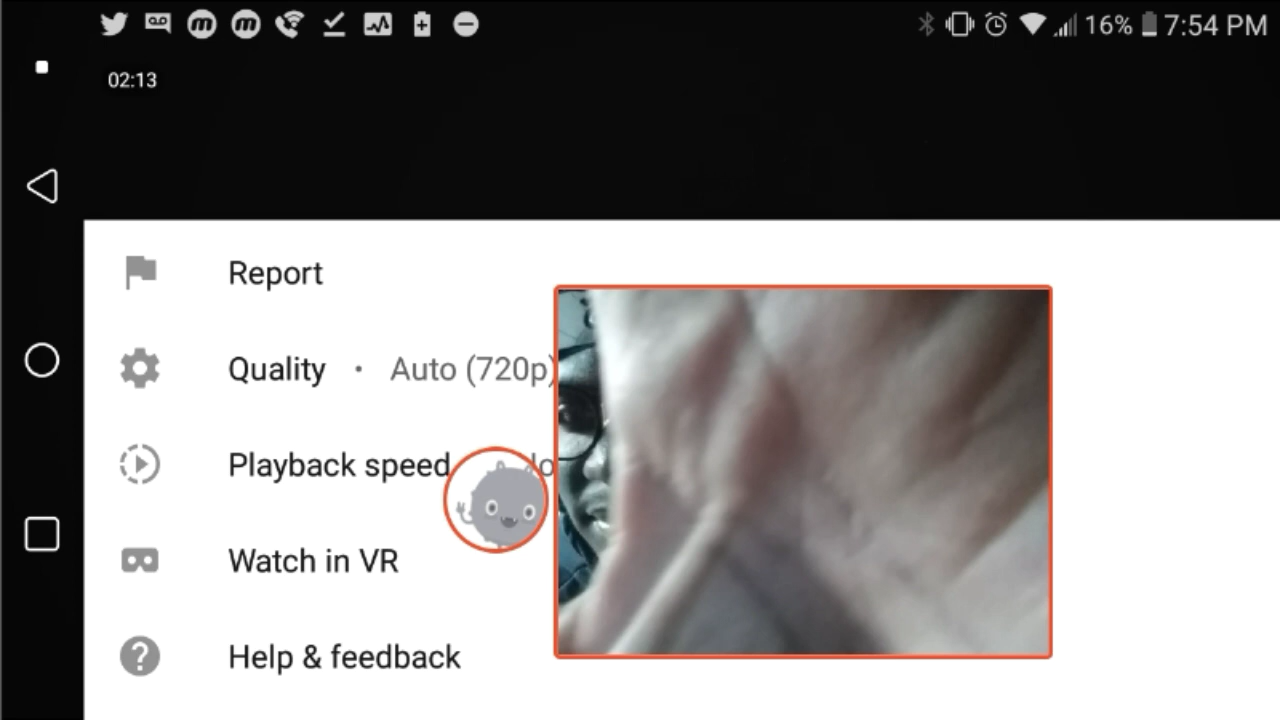 16% 7:54 PM
02:13
Report
Quality • Auto (720p)
Playback speed
Watch in VR
Help & feedback